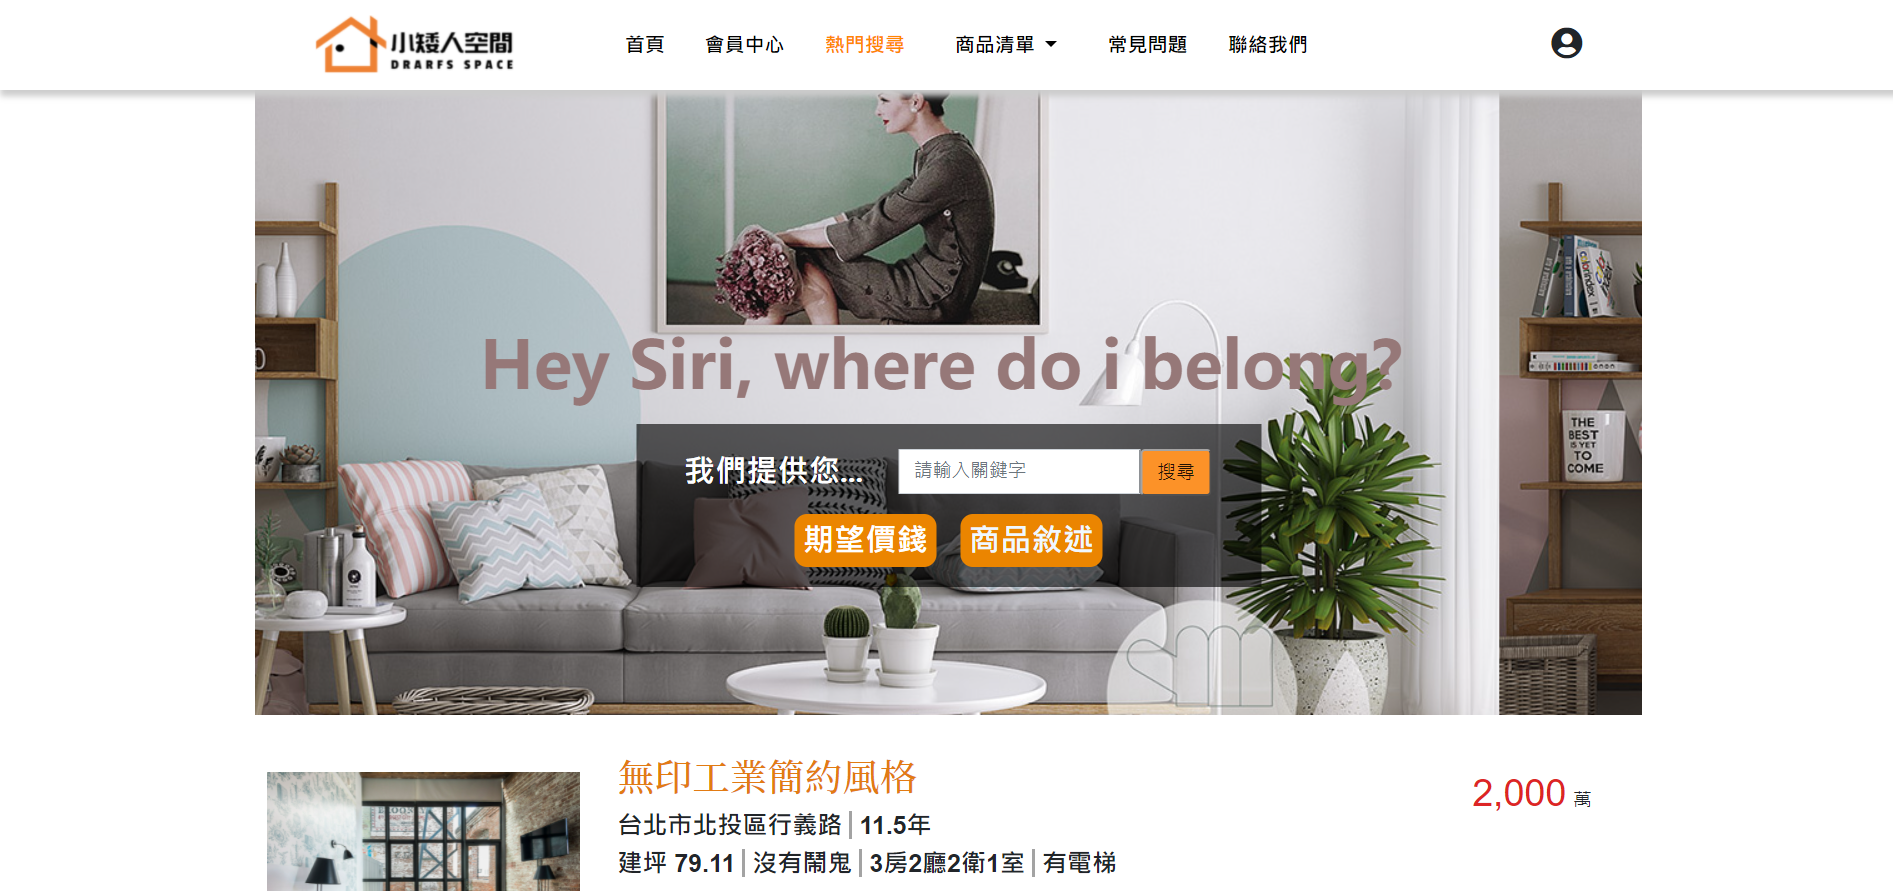 小矮人空間
DRARFS SPACE
首頁 會員中心 熱門搜尋 商品清單 常見問題 聯絡我們
Hey Siri, where do i belong?
colorindex
THE
BEST
IS YET
TO
COME
我們提供您...
請輸入關鍵字
搜尋
期望價錢 商品敘述
無印工業簡約風格
2,000 萬
台北市北投區行義路 | 11.5年
建坪 79.11 | 沒有鬧鬼 | 3房2廳2衛1室 | 有電梯